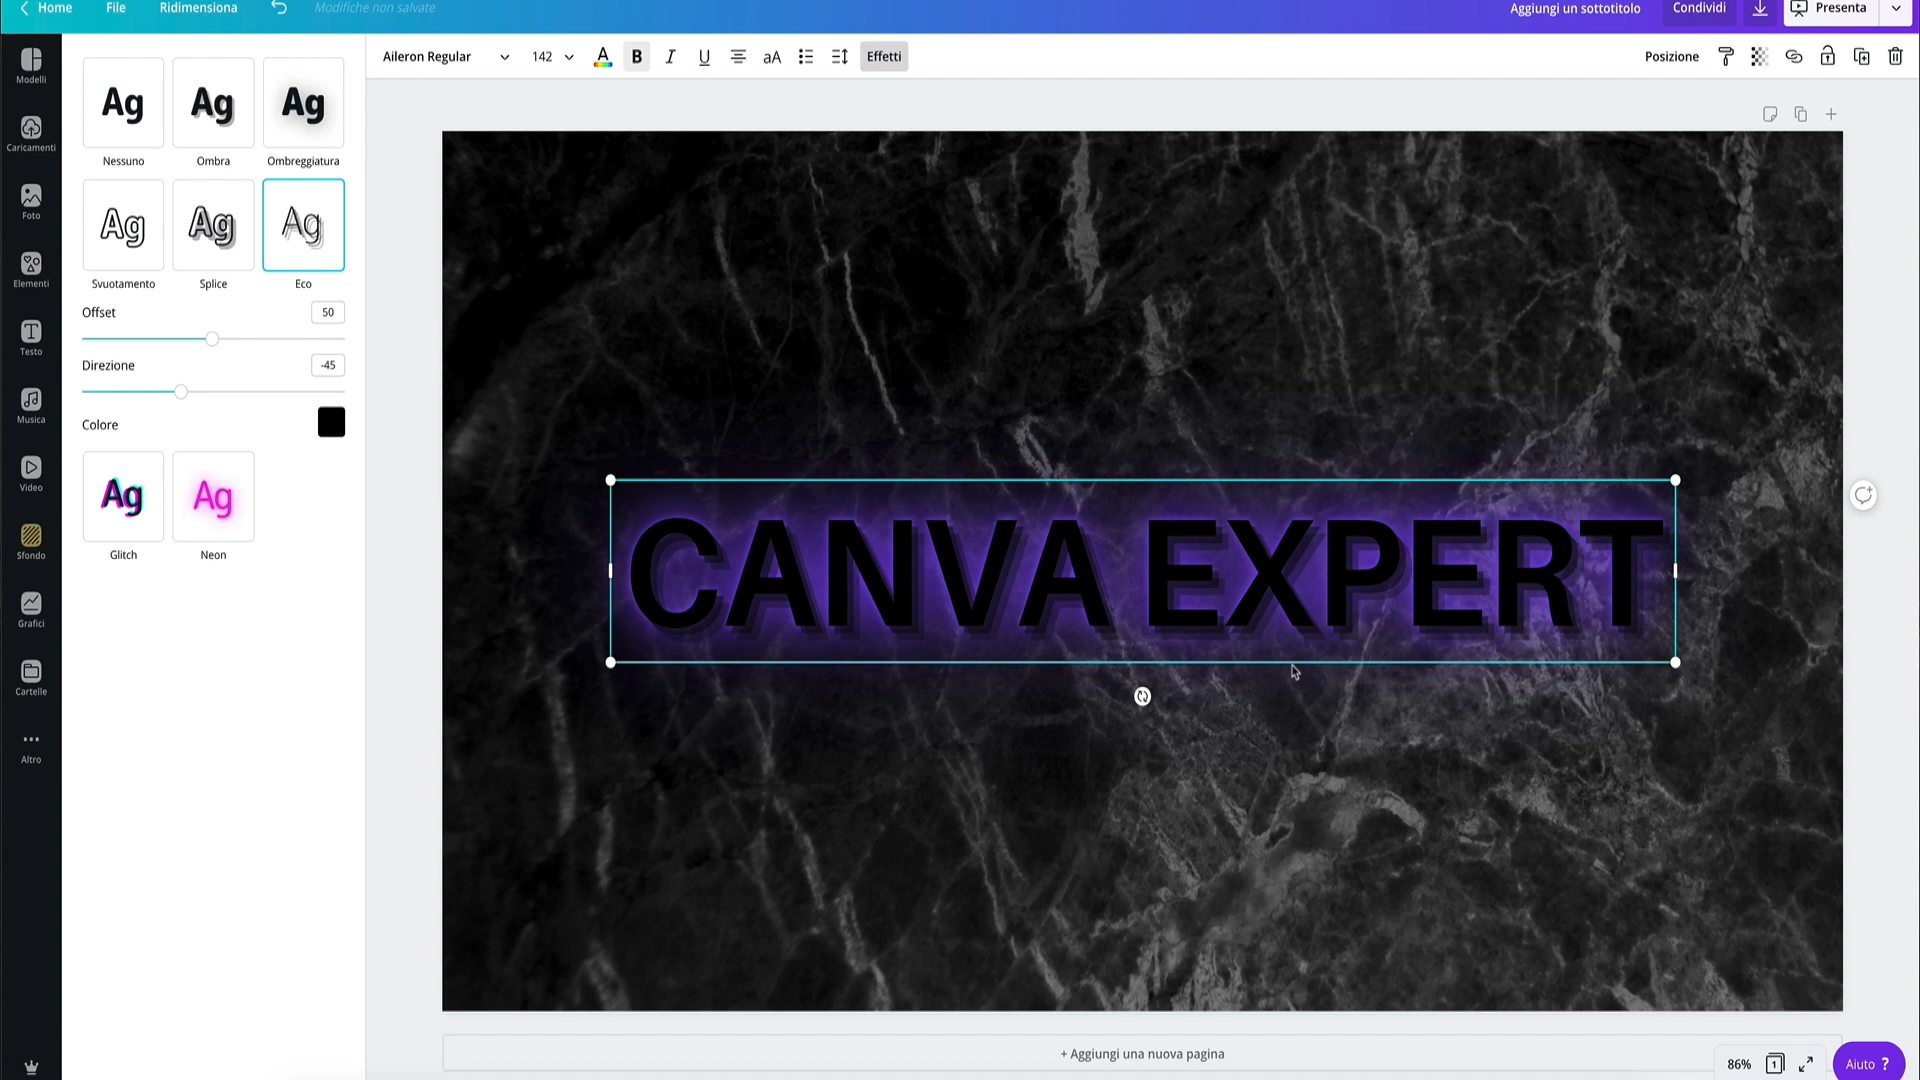 Home File Ridimensiona Modifiche non salvate Aggiungi un sottotitolo Condividi Presenta
Aileron Regular 142 A B I U aA Effetti Posizione
Modelli
Caricamenti
Foto
Elementi
Testo
Musica
Video
Sfondo
Grafici
Cartelle
Altro
Ag Ag Ag
Nessuno Ombra Ombreggiatura
Ag Ag Ag
Svuotamento Splice Eco
Offset 50
Direzione -45
Colore
Ag Ag
Glitch Neon
CANVA EXPERT
+ Aggiungi una nuova pagina
86% 1 Aiuto ?